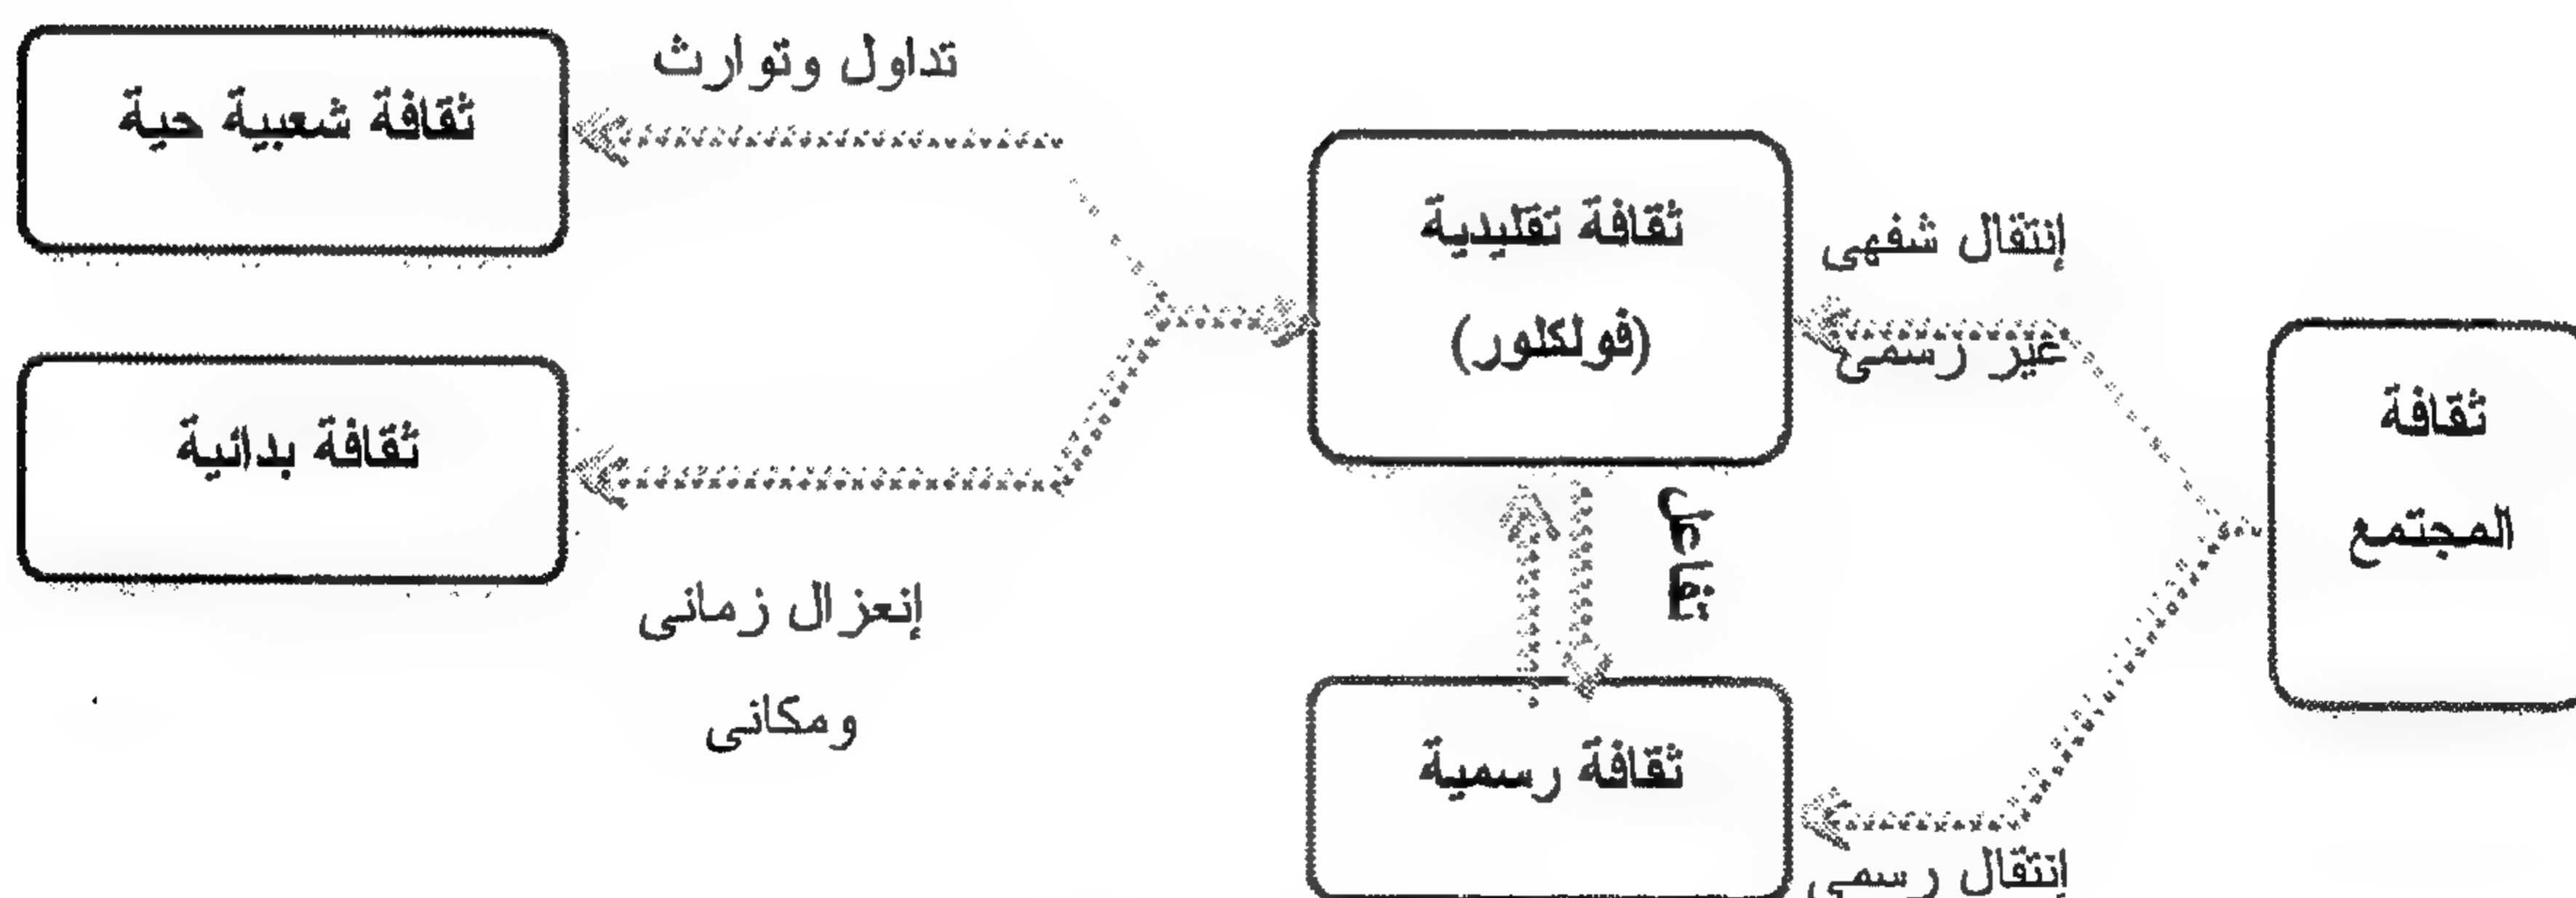 ثقافة
المجتمع
إنتقال شفهى
غير رسمى
إنتقال رسمى
ثقافة تقليدية
(فولكلور)
تفاعل
ثقافة رسمية
تداول وتوارث
ثقافة شعبية حية
ثقافة بدائية
إنعزال زمانى
ومكانى